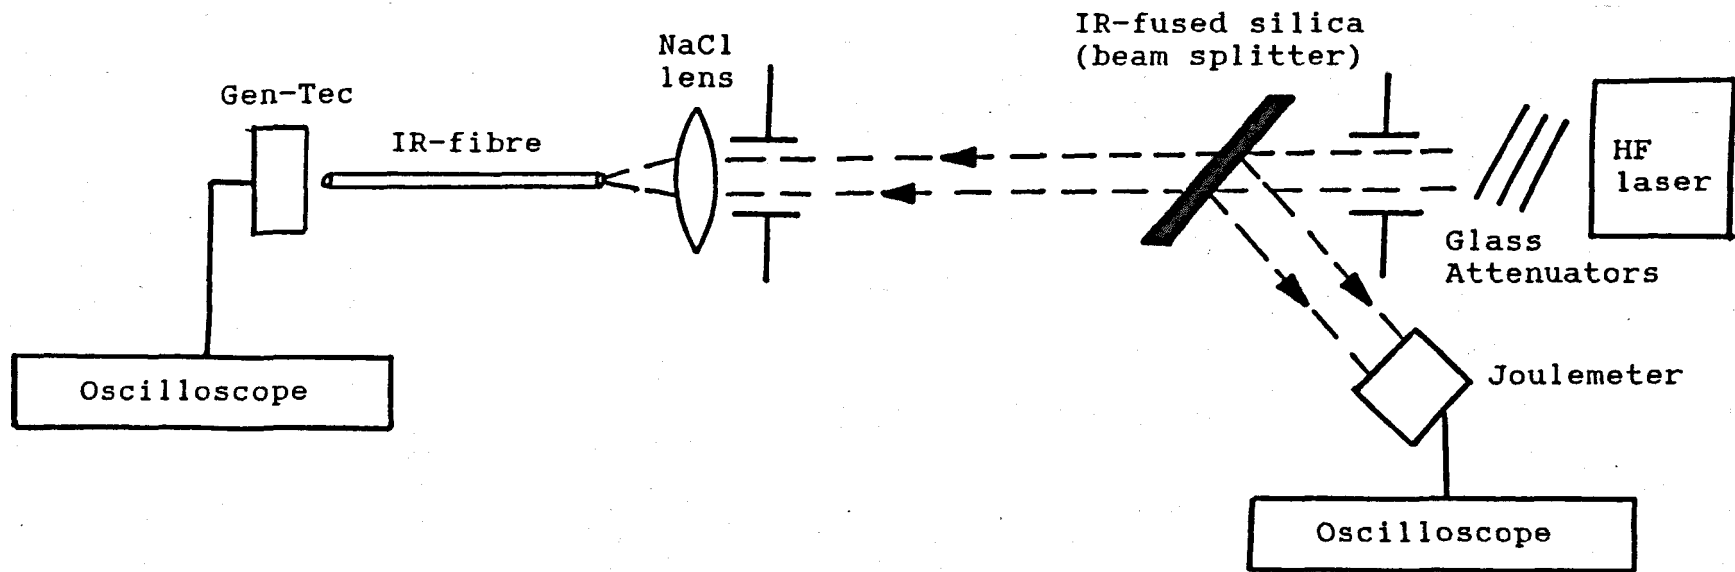 IR-fused silica
(beam splitter)
NaCl
lens
Gen-Tec
IR-fibre
HF
laser
Glass
Attenuators
Oscilloscope
Joulemeter
Oscilloscope